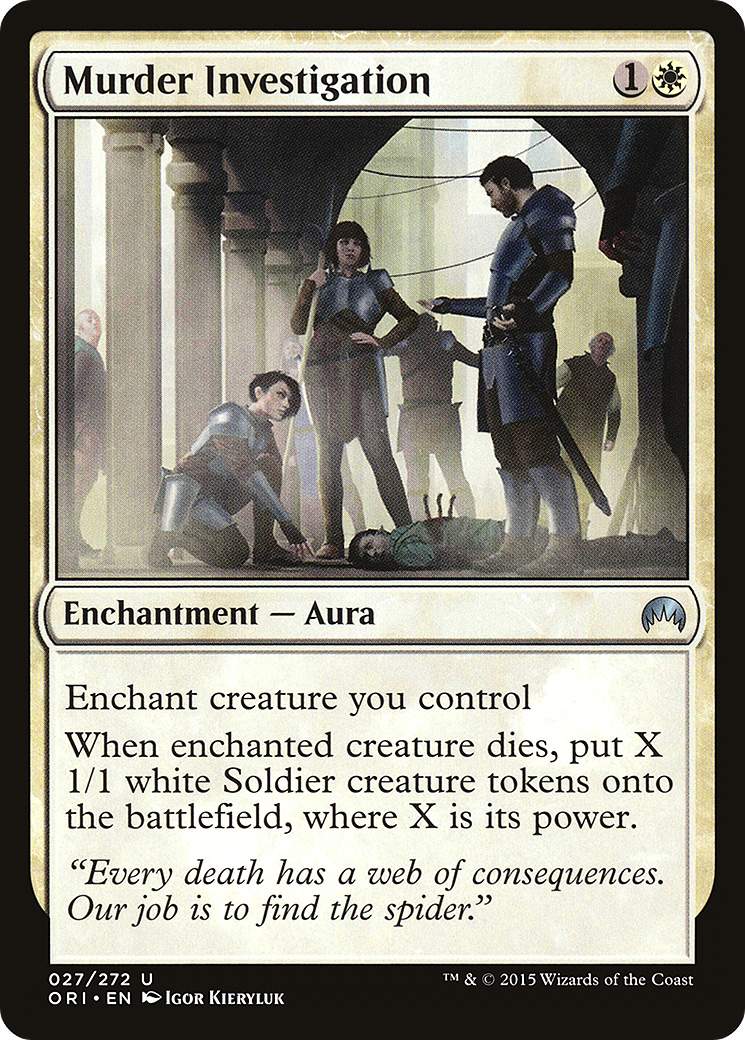 Murder Investigation 1
Enchantment — Aura
Enchant creature you control
When enchanted creature dies, put X
1/1 white Soldier creature tokens onto
the battlefield, where X is its power.
“Every death has a web of consequences.
Our job is to find the spider.”
027/272 U ™ & © 2015 Wizards of the Coast
ORI • EN Igor Kieryluk